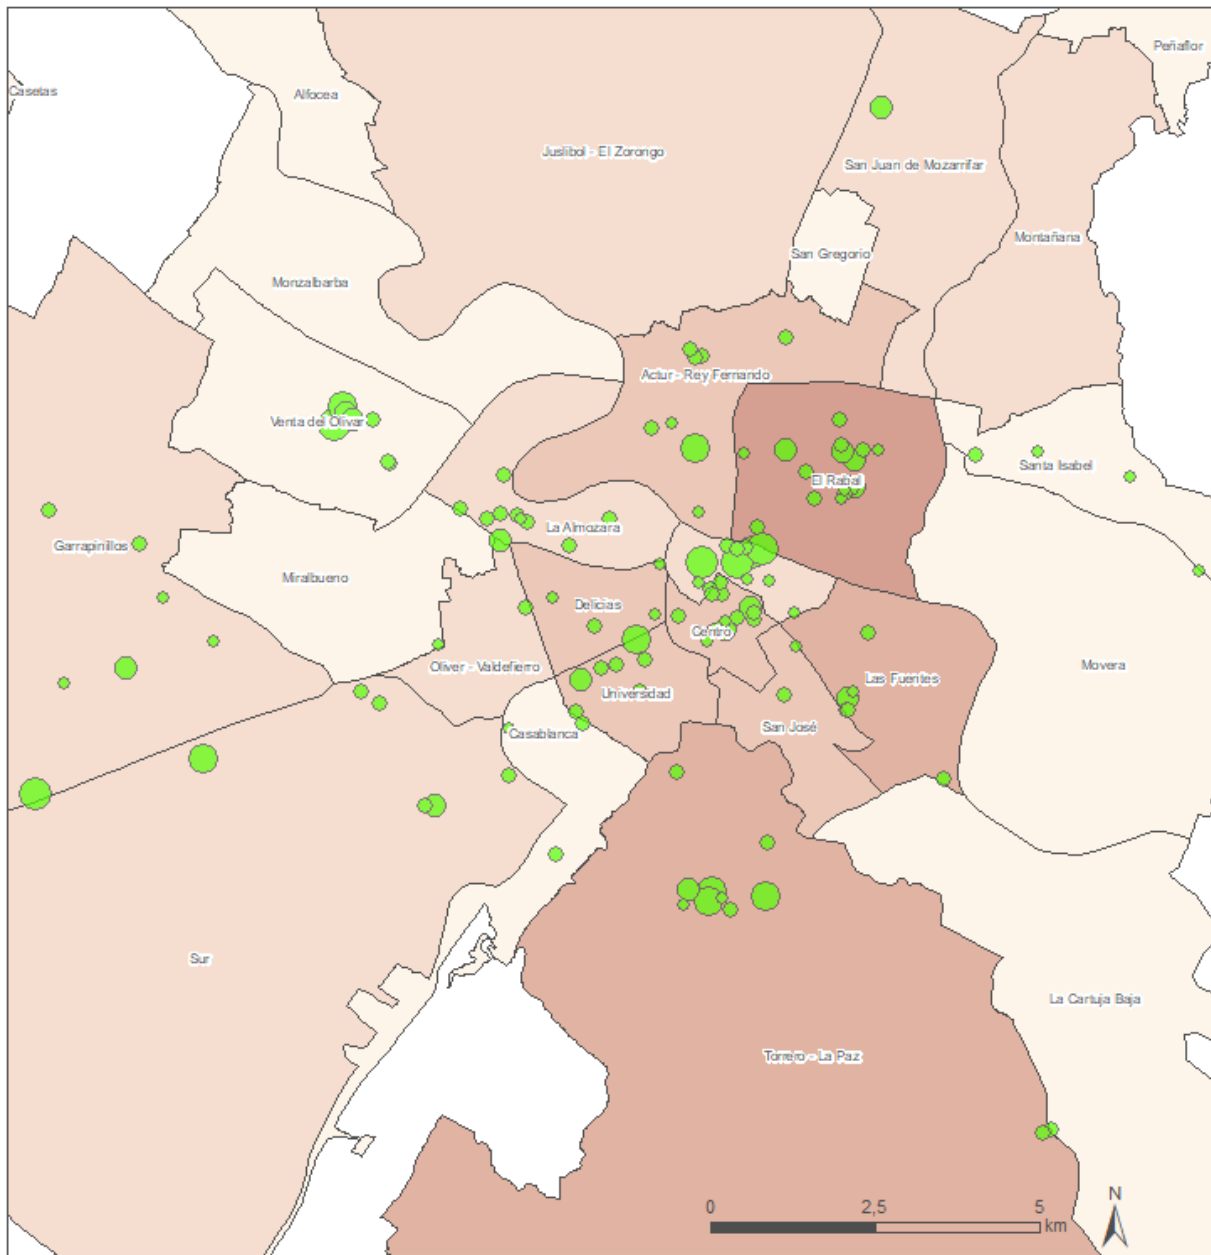 Peñaflor
Casetas
Alfocea
Juslibol - El Zorongo
San Juan de Mozarrifar
Montañana
San Gregorio
Monzalbarba
Actur - Rey Fernando
Venta del Olivar
Santa Isabel
El Rabal
La Almozara
Garrapinillos
Miralbueno
Delicias
Centro
Oliver - Valdefierro
Movera
Las Fuentes
Universidad
San José
Casablanca
Sur
La Cartuja Baja
Torrero - La Paz
N
0 2,5 5
km